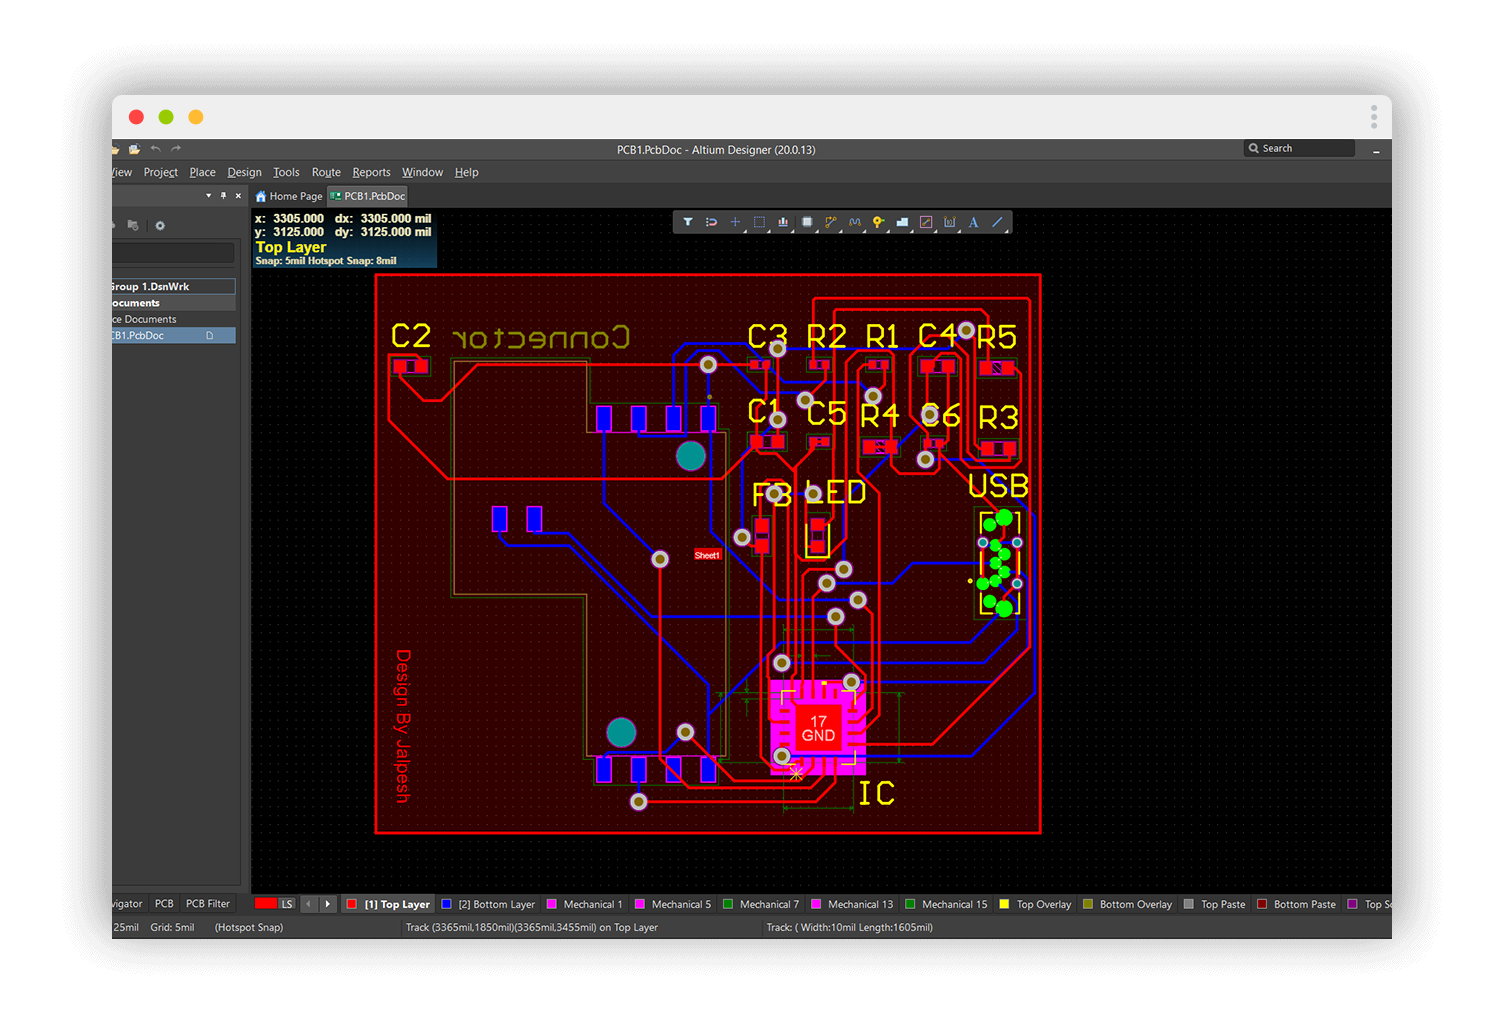 PCB1.PcbDoc - Altium Designer (20.0.13)
Search
View Project Place Design Tools Route Reports Window Help
Home Page PCB1.PcbDoc
x: 3305.000 dx: 3305.000 mil
y: 3125.000 dy: 3125.000 mil
Top Layer
Snap: 5mil Hotspot Snap: 8mil
Group 1.DsnWrk
ocuments
ce Documents
CB1.PcbDoc
C2 Connector C3 R2 R1 C4 R5
C1 C5 R4 C6 R3
FB LED USB
Sheet1
Design By Jalpesh
17
GND
IC
vigator PCB PCB Filter LS [1] Top Layer [2] Bottom Layer Mechanical 1 Mechanical 5 Mechanical 7 Mechanical 13 Mechanical 15 Top Overlay Bottom Overlay Top Paste Bottom Paste Top So
25mil Grid: 5mil (Hotspot Snap) Track (3365mil,1850mil)(3365mil,3455mil) on Top Layer Track: ( Width:10mil Length:1605mil)